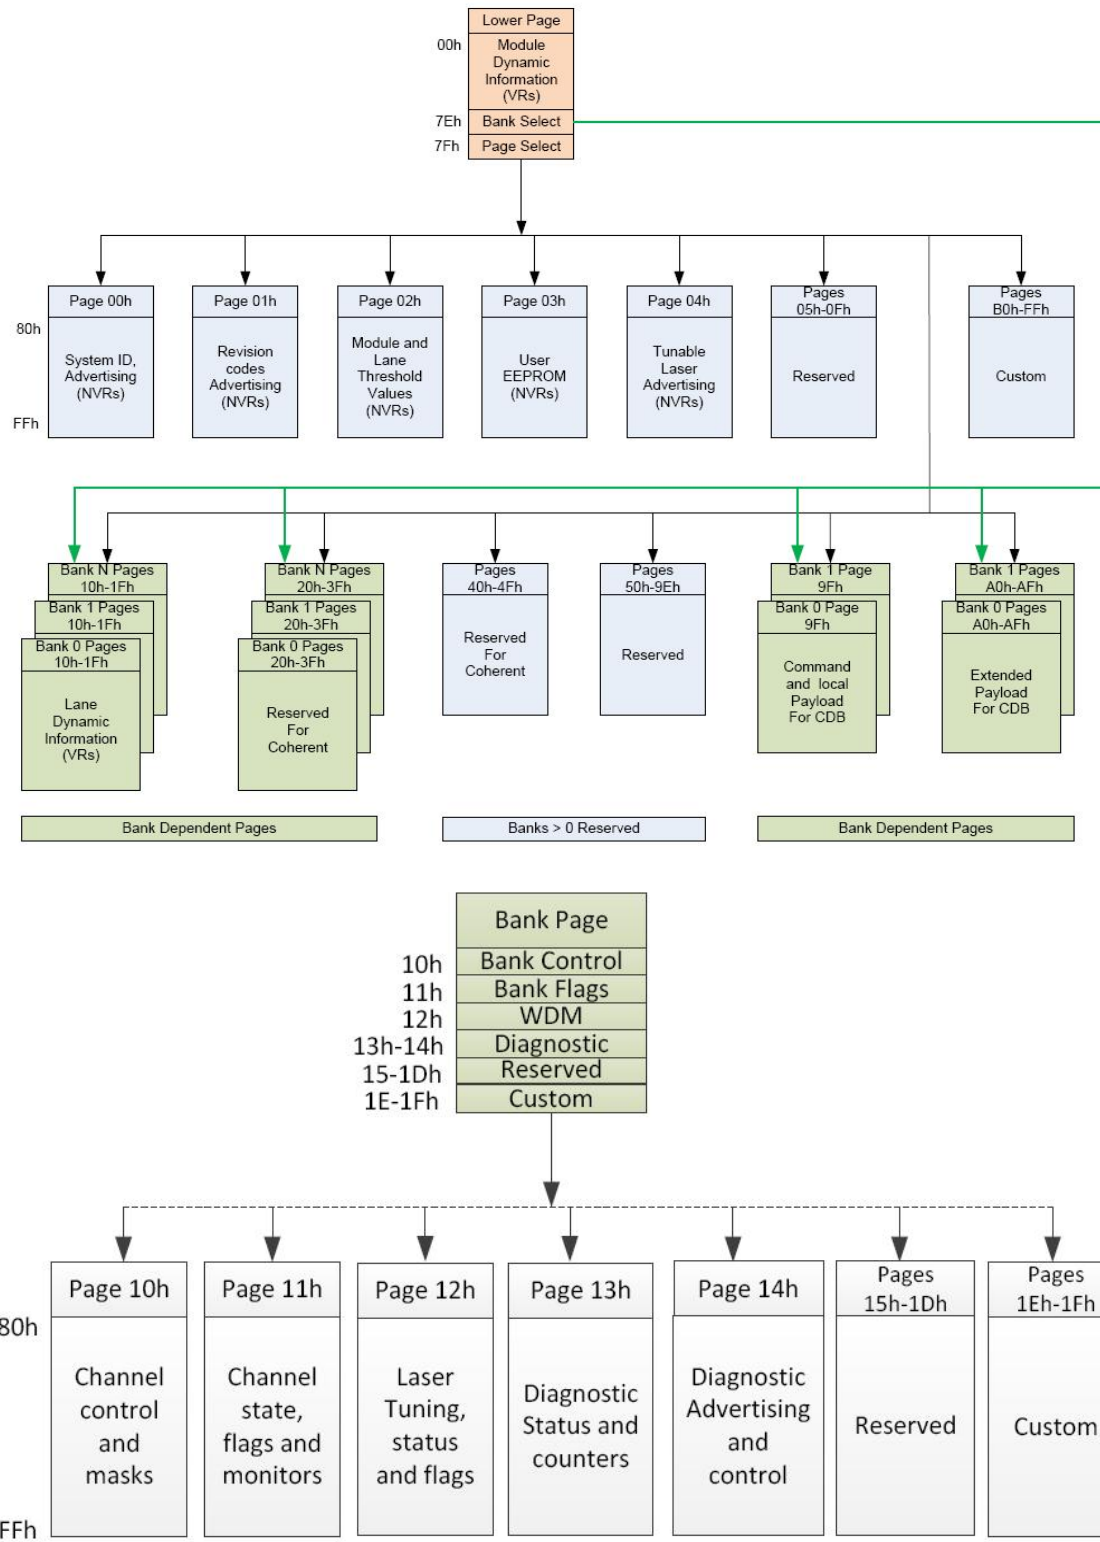 Lower Page
00h
Module
Dynamic
Information
(VRs)
7Eh
Bank Select
7Fh
Page Select
Page 00h
Page 01h
Page 02h
Page 03h
Page 04h
Pages
05h-0Fh
Pages
B0h-FFh
80h
System ID,
Advertising
(NVRs)
Revision
codes
Advertising
(NVRs)
Module and
Lane
Threshold
Values
(NVRs)
User
EEPROM
(NVRs)
Tunable
Laser
Advertising
(NVRs)
Reserved
Custom
FFh
Bank N Pages
10h-1Fh
Bank 1 Pages
10h-1Fh
Bank 0 Pages
10h-1Fh
Lane
Dynamic
Information
(VRs)
Bank N Pages
20h-3Fh
Bank 1 Pages
20h-3Fh
Bank 0 Pages
20h-3Fh
Reserved
For
Coherent
Pages
40h-4Fh
Reserved
For
Coherent
Pages
50h-9Eh
Reserved
Bank 1 Page
9Fh
Bank 0 Page
9Fh
Command
and local
Payload
For CDB
Bank 1 Pages
A0h-AFh
Bank 0 Pages
A0h-AFh
Extended
Payload
For CDB
Bank Dependent Pages
Banks > 0 Reserved
Bank Dependent Pages
Bank Page
10h
Bank Control
11h
Bank Flags
12h
WDM
13h-14h
Diagnostic
15-1Dh
Reserved
1E-1Fh
Custom
Page 10h
Page 11h
Page 12h
Page 13h
Page 14h
Pages
15h-1Dh
Pages
1Eh-1Fh
80h
Channel
control
and
masks
Channel
state,
flags and
monitors
Laser
Tuning,
status
and flags
Diagnostic
Status and
counters
Diagnostic
Advertising
and
control
Reserved
Custom
FFh